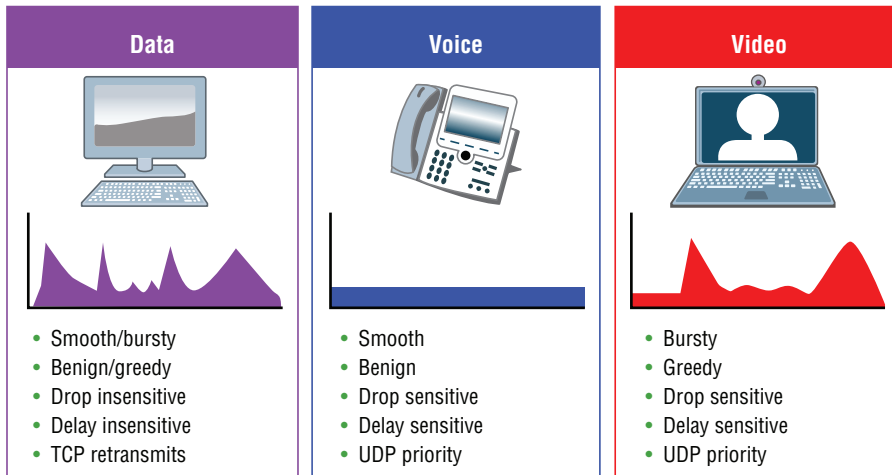 Data
• Smooth/bursty
• Benign/greedy
• Drop insensitive
• Delay insensitive
• TCP retransmits
Voice
• Smooth
• Benign
• Drop sensitive
• Delay sensitive
• UDP priority
Video
• Bursty
• Greedy
• Drop sensitive
• Delay sensitive
• UDP priority